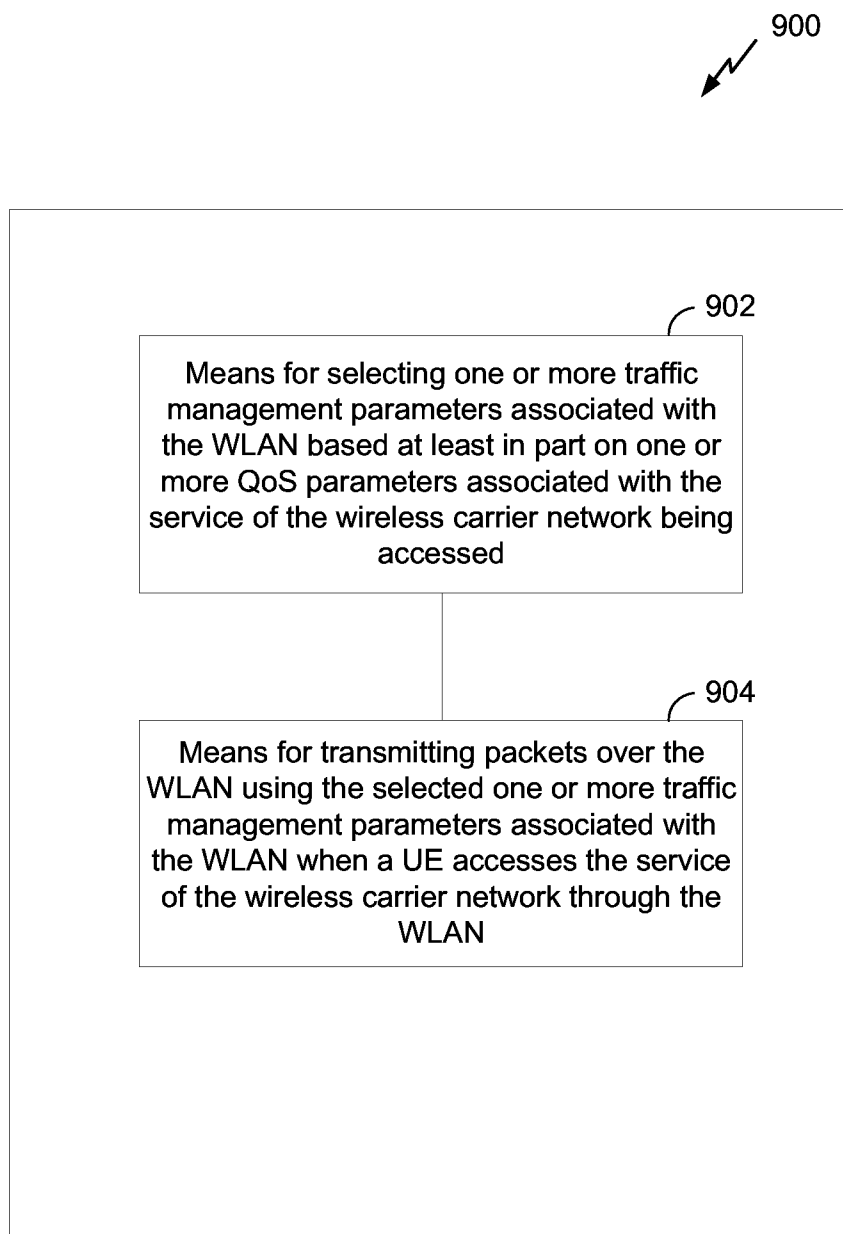 900
902
Means for selecting one or more traffic
management parameters associated with
the WLAN based at least in part on one or
more QoS parameters associated with the
service of the wireless carrier network being
accessed
904
Means for transmitting packets over the
WLAN using the selected one or more traffic
management parameters associated with
the WLAN when a UE accesses the service
of the wireless carrier network through the
WLAN